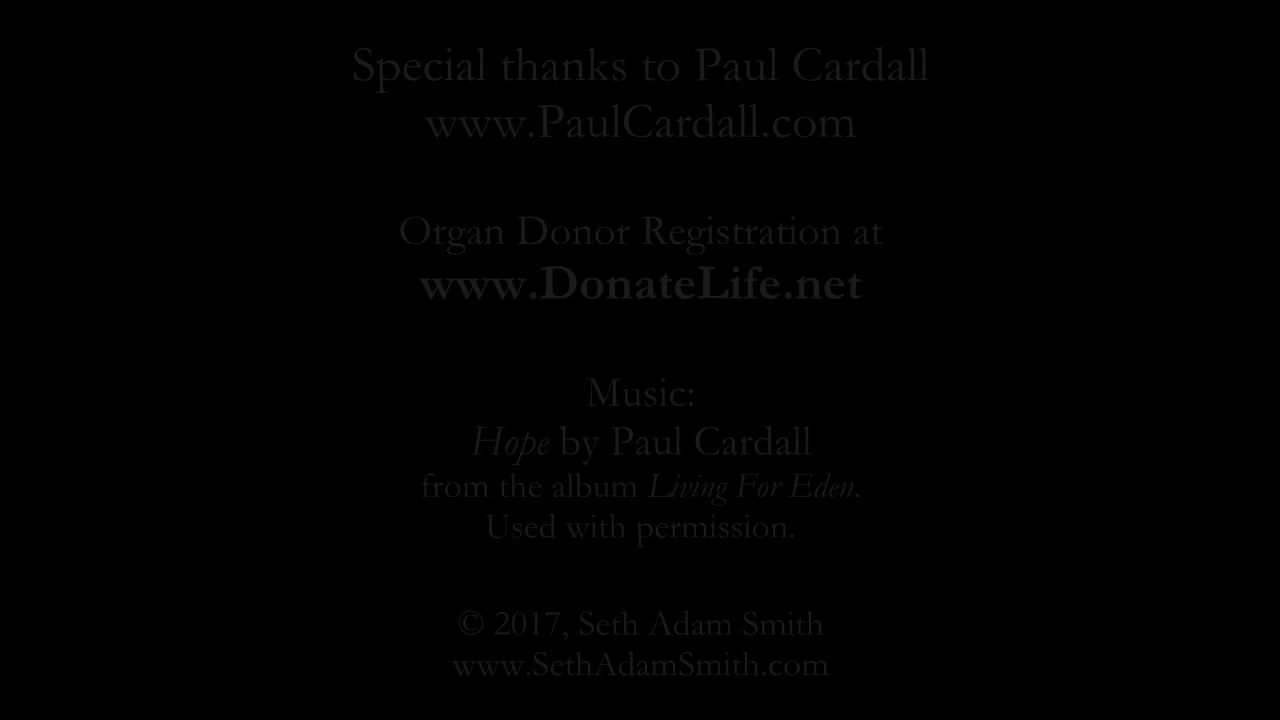 Special thanks to Paul Cardall
www.PaulCardall.com
Organ Donor Registration at
www.DonateLife.net
Music:
Hope by Paul Cardall
from the album Living For Eden.
Used with permission.
© 2017, Seth Adam Smith
www.SethAdamSmith.com